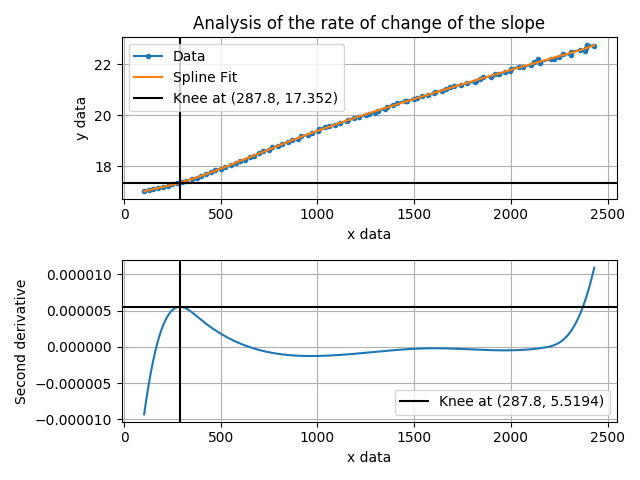 Analysis of the rate of change of the slope
Data
Spline Fit
Knee at (287.8, 17.352)
y data
22
20
18
0 500 1000 1500 2000 2500
x data
Second derivative
0.000010
0.000005
0.000000
−0.000005
−0.000010
Knee at (287.8, 5.5194)
0 500 1000 1500 2000 2500
x data